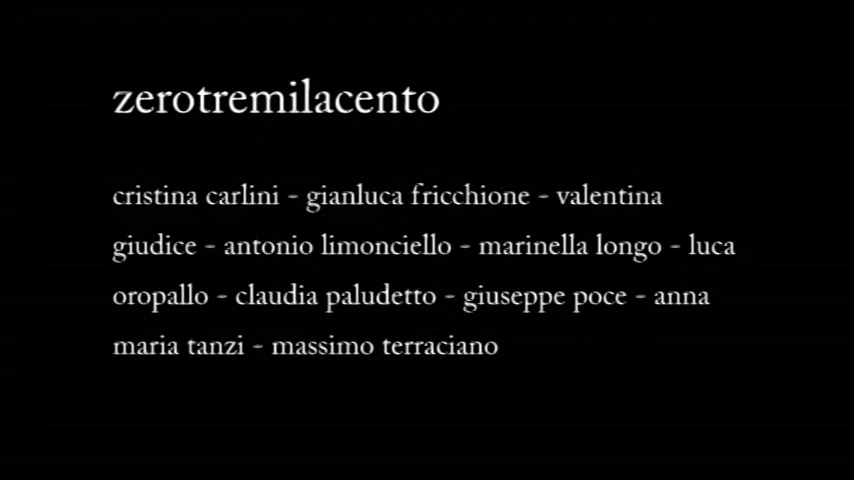 zerotremilacento
cristina carlini - gianluca fricchione - valentina
giudice - antonio limonciello - marinella longo - luca
oropallo - claudia paludetto - giuseppe poce - anna
maria tanzi - massimo terraciano